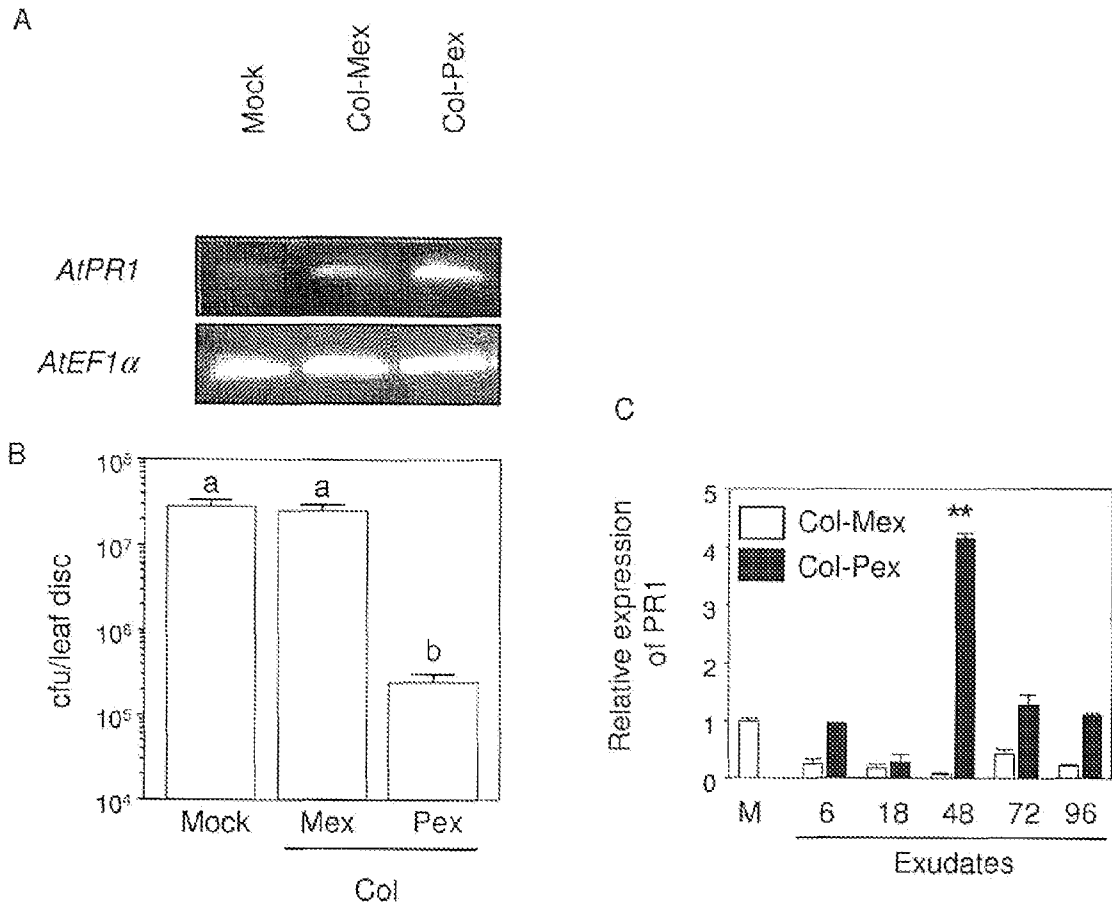 A
Mock
Col-Mex
Col-Pex
AtPR1
AtEF1α
B
cfu/leaf disc
10⁸
10⁷
10⁶
10⁵
10⁴
a
a
b
Mock
Mex
Pex
Col
C
Relative expression
of PR1
5
4
3
2
1
0
Col-Mex
Col-Pex
**
M
6
18
48
72
96
Exudates